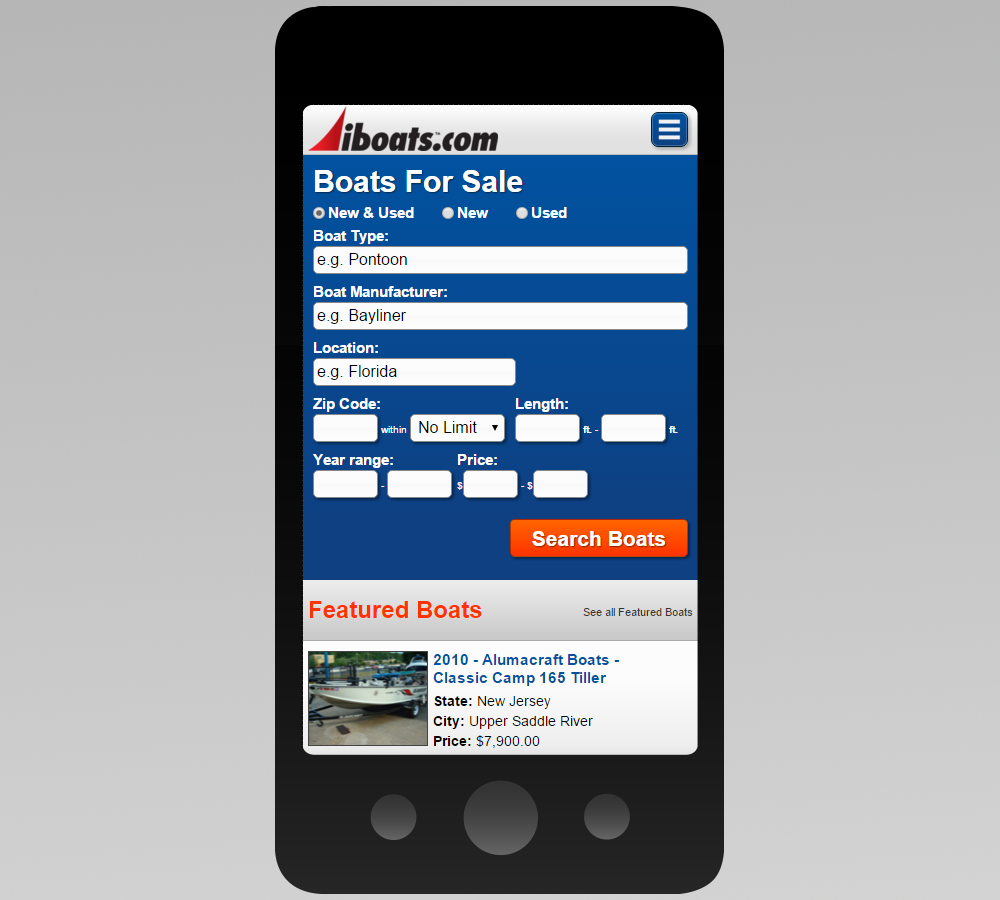 iboats.com™
Boats For Sale
New & Used New Used
Boat Type:
e.g. Pontoon
Boat Manufacturer:
e.g. Bayliner
Location:
e.g. Florida
Zip Code: Length:
within No Limit ft. - ft.
Year range: Price:
- $ - $
Search Boats
Featured Boats See all Featured Boats
2010 - Alumacraft Boats -
Classic Camp 165 Tiller
State: New Jersey
City: Upper Saddle River
Price: $7,900.00